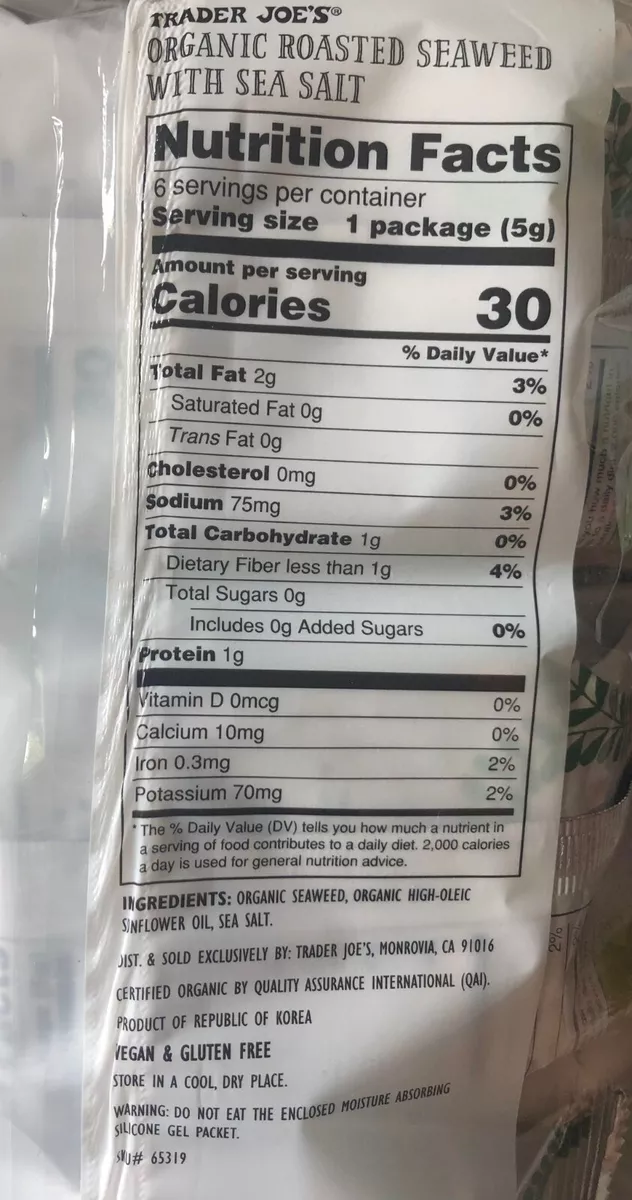 TRADER JOE'S®
ORGANIC ROASTED SEAWEED
WITH SEA SALT
Nutrition Facts
6 servings per container
Serving size 1 package (5g)
Amount per serving
Calories 30
% Daily Value*
Total Fat 2g 3%
Saturated Fat 0g 0%
Trans Fat 0g
Cholesterol 0mg 0%
Sodium 75mg 3%
Total Carbohydrate 1g 0%
Dietary Fiber less than 1g 4%
Total Sugars 0g
Includes 0g Added Sugars 0%
Protein 1g
Vitamin D 0mcg 0%
Calcium 10mg 0%
Iron 0.3mg 2%
Potassium 70mg 2%
* The % Daily Value (DV) tells you how much a nutrient in
a serving of food contributes to a daily diet. 2,000 calories
a day is used for general nutrition advice.
INGREDIENTS: ORGANIC SEAWEED, ORGANIC HIGH-OLEIC
SUNFLOWER OIL, SEA SALT.
DIST. & SOLD EXCLUSIVELY BY: TRADER JOE'S, MONROVIA, CA 91016
CERTIFIED ORGANIC BY QUALITY ASSURANCE INTERNATIONAL (QAI).
PRODUCT OF REPUBLIC OF KOREA
VEGAN & GLUTEN FREE
STORE IN A COOL, DRY PLACE.
WARNING: DO NOT EAT THE ENCLOSED MOISTURE ABSORBING
SILICONE GEL PACKET.
SKU# 65319
2%